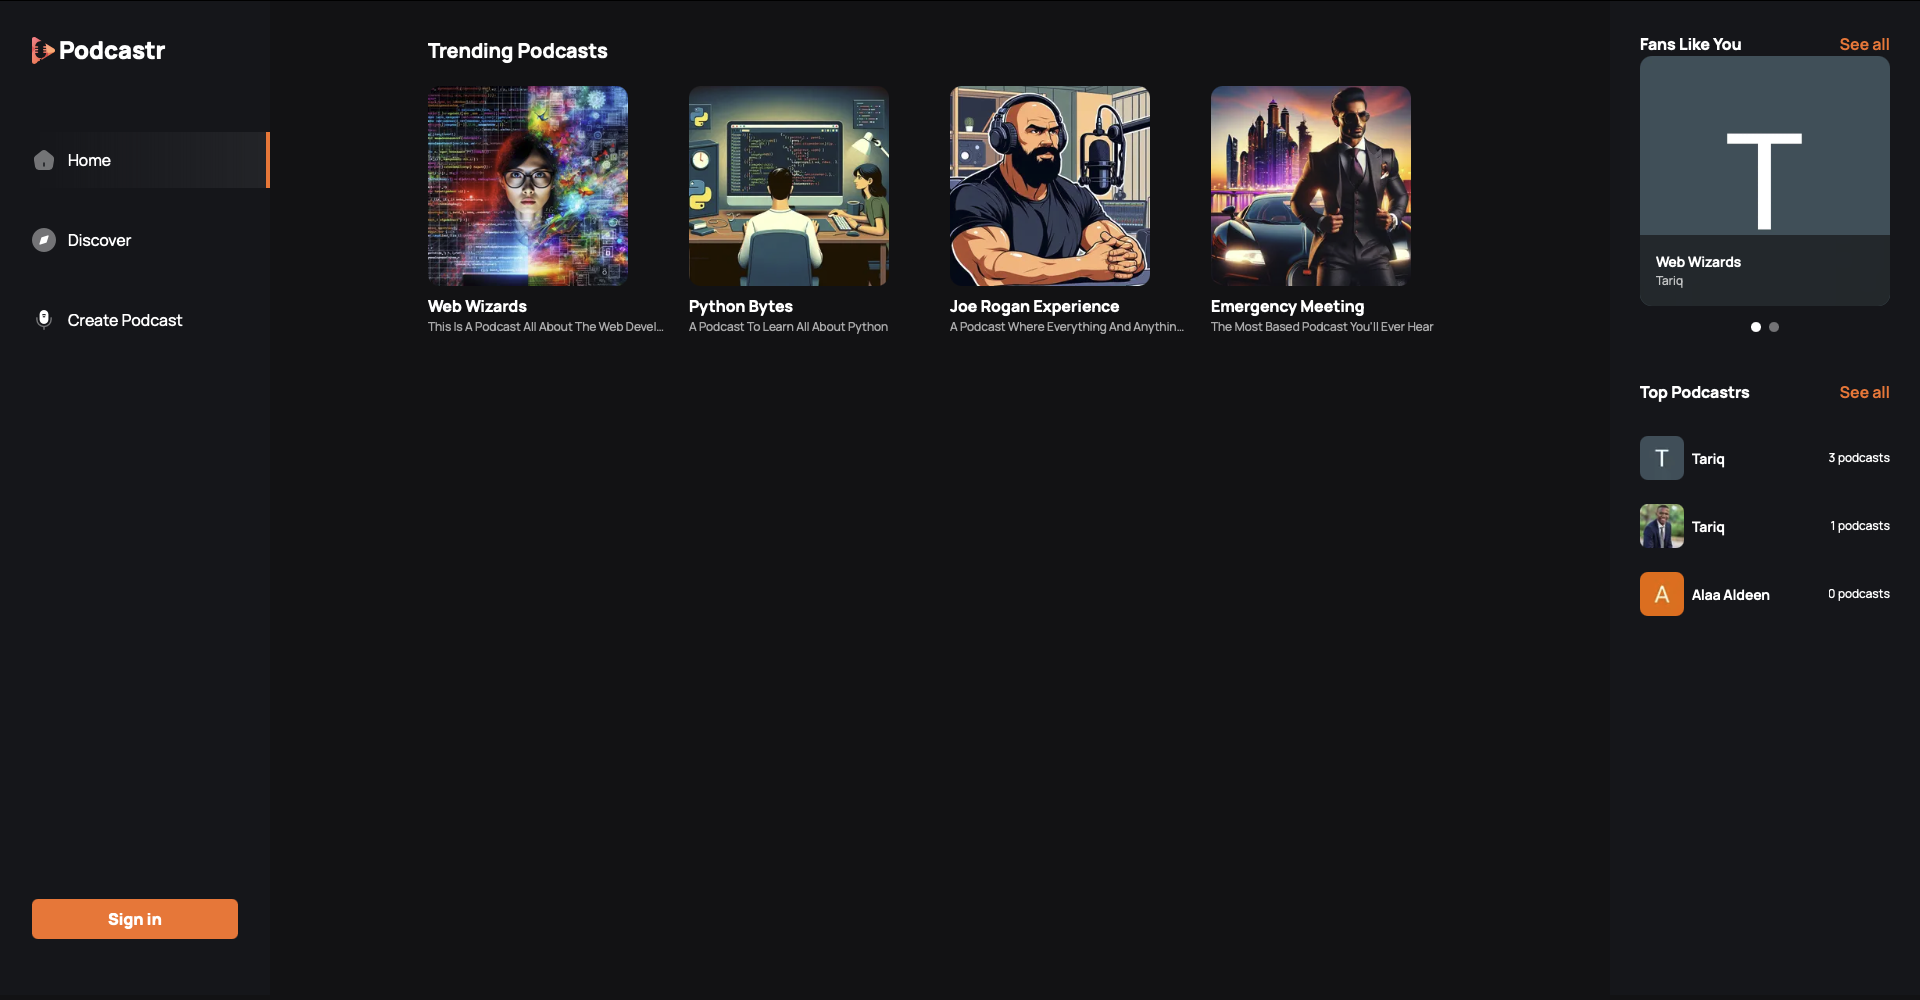 Podcastr
Home
Discover
Create Podcast
Sign in
Trending Podcasts
Web Wizards
This Is A Podcast All About The Web Devel...
Python Bytes
A Podcast To Learn All About Python
Joe Rogan Experience
A Podcast Where Everything And Anythin...
Emergency Meeting
The Most Based Podcast You'll Ever Hear
Fans Like You
See all
T
Web Wizards
Tariq
Top Podcastrs
See all
T
Tariq
3 podcasts
Tariq
1 podcasts
A
Alaa Aldeen
0 podcasts